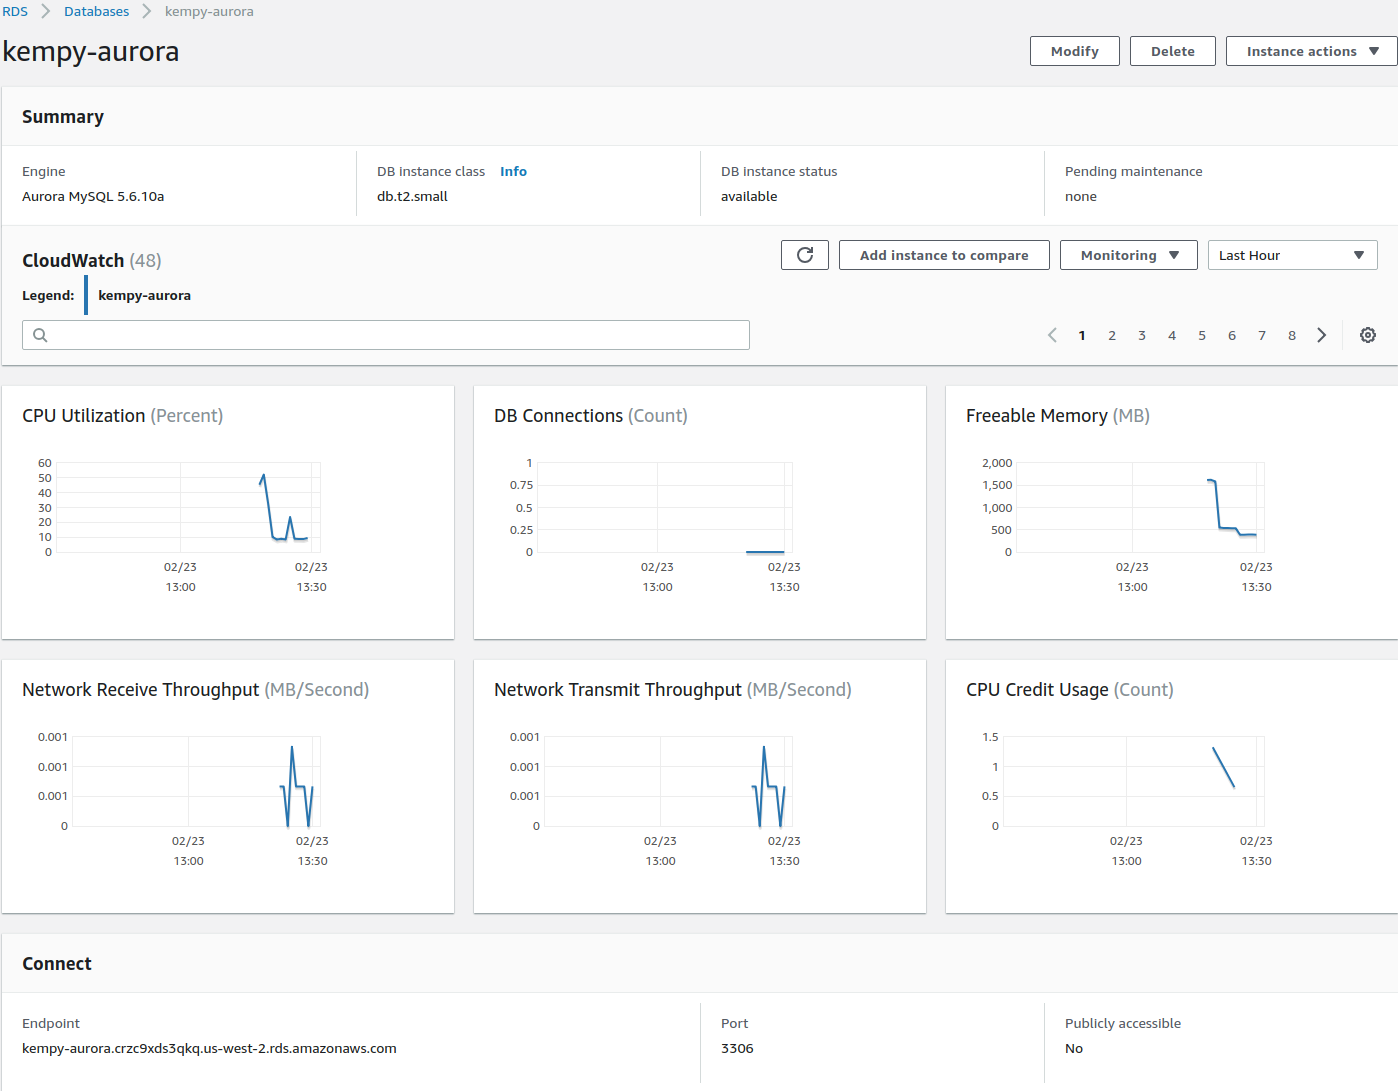 RDS Databases kempy-aurora
kempy-aurora
Modify Delete Instance actions
Summary
Engine DB instance class Info DB instance status Pending maintenance
Aurora MySQL 5.6.10a db.t2.small available none
CloudWatch (48) Add instance to compare Monitoring Last Hour
Legend: kempy-aurora
1 2 3 4 5 6 7 8
CPU Utilization (Percent)
60
50
40
30
20
10
0
02/23 02/23
13:00 13:30
DB Connections (Count)
1
0.75
0.5
0.25
0
02/23 02/23
13:00 13:30
Freeable Memory (MB)
2,000
1,500
1,000
500
0
02/23 02/23
13:00 13:30
Network Receive Throughput (MB/Second)
0.001
0.001
0.001
0
02/23 02/23
13:00 13:30
Network Transmit Throughput (MB/Second)
0.001
0.001
0.001
0
02/23 02/23
13:00 13:30
CPU Credit Usage (Count)
1.5
1
0.5
0
02/23 02/23
13:00 13:30
Connect
Endpoint Port Publicly accessible
kempy-aurora.crzc9xds3qkq.us-west-2.rds.amazonaws.com 3306 No